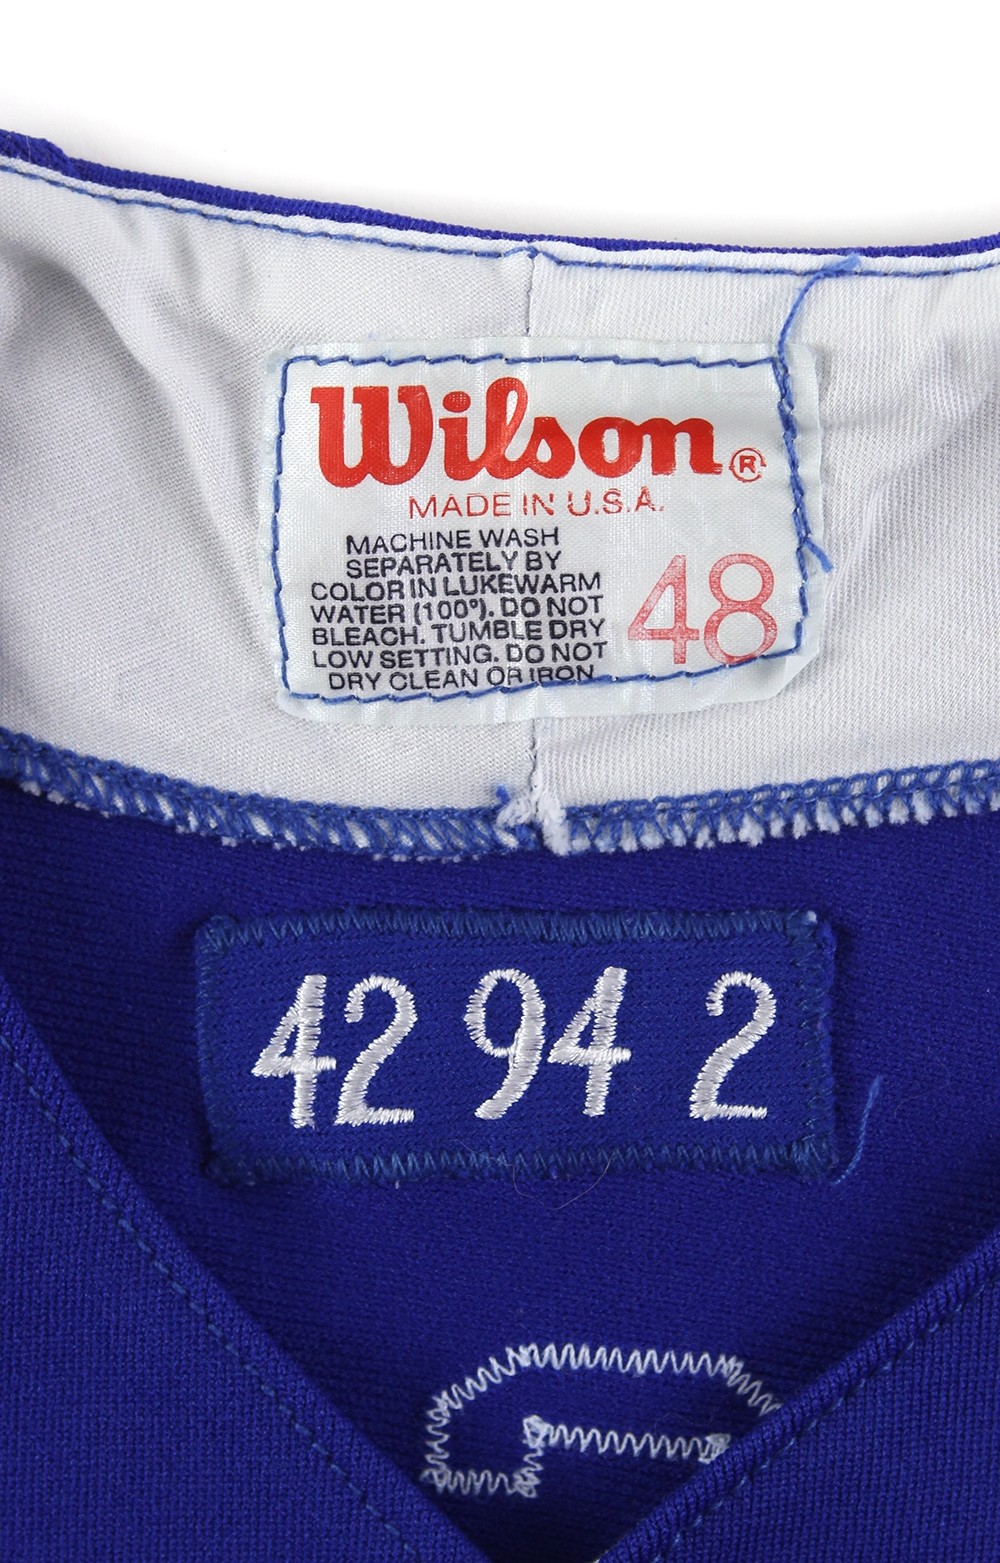 Wilson®
MADE IN U.S.A.
MACHINE WASH
SEPARATELY BY
COLOR IN LUKEWARM
WATER (100°). DO NOT
BLEACH. TUMBLE DRY
LOW SETTING. DO NOT
DRY CLEAN OR IRON
48
42 94 2